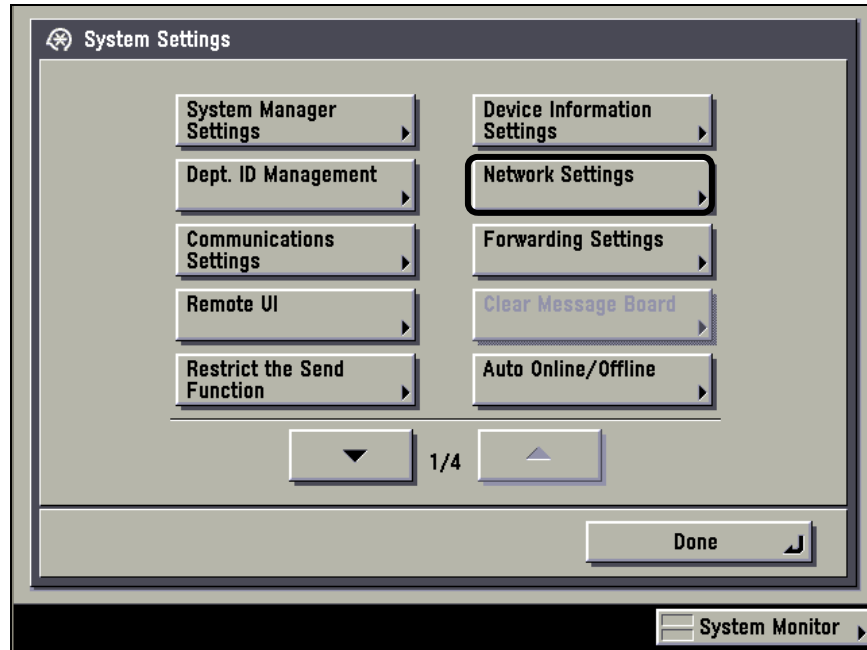 System Settings
System Manager
Settings
Device Information
Settings
Dept. ID Management
Network Settings
Communications
Settings
Forwarding Settings
Remote UI
Clear Message Board
Restrict the Send
Function
Auto Online/Offline
1/4
Done
System Monitor